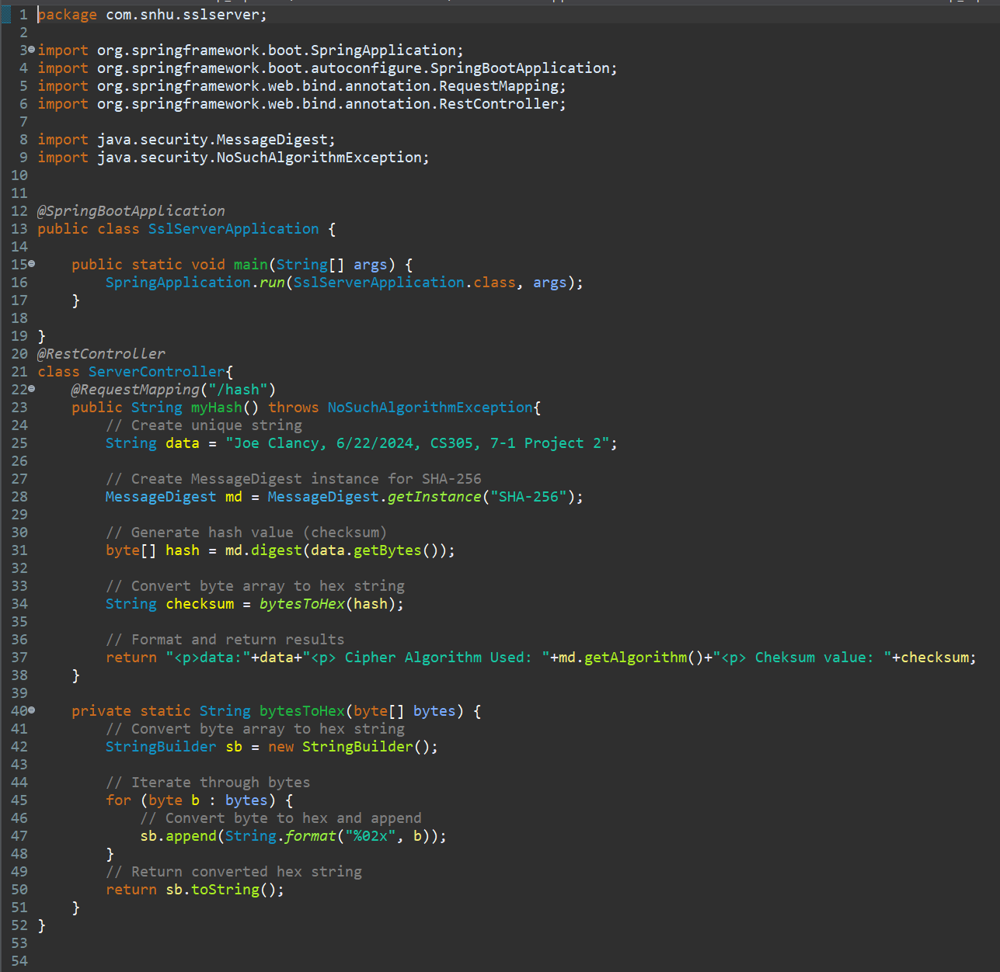 1 package com.snhu.sslserver;
2
3 import org.springframework.boot.SpringApplication;
4 import org.springframework.boot.autoconfigure.SpringBootApplication;
5 import org.springframework.web.bind.annotation.RequestMapping;
6 import org.springframework.web.bind.annotation.RestController;
7
8 import java.security.MessageDigest;
9 import java.security.NoSuchAlgorithmException;
10
11
12 @SpringBootApplication
13 public class SslServerApplication {
14
15     public static void main(String[] args) {
16         SpringApplication.run(SslServerApplication.class, args);
17     }
18
19 }
20 @RestController
21 class ServerController{
22     @RequestMapping("/hash")
23     public String myHash() throws NoSuchAlgorithmException{
24         // Create unique string
25         String data = "Joe Clancy, 6/22/2024, CS305, 7-1 Project 2";
26
27         // Create MessageDigest instance for SHA-256
28         MessageDigest md = MessageDigest.getInstance("SHA-256");
29
30         // Generate hash value (checksum)
31         byte[] hash = md.digest(data.getBytes());
32
33         // Convert byte array to hex string
34         String checksum = bytesToHex(hash);
35
36         // Format and return results
37         return "<p>data:"+data+"<p> Cipher Algorithm Used: "+md.getAlgorithm()+"<p> Cheksum value: "+checksum;
38     }
39
40     private static String bytesToHex(byte[] bytes) {
41         // Convert byte array to hex string
42         StringBuilder sb = new StringBuilder();
43
44         // Iterate through bytes
45         for (byte b : bytes) {
46             // Convert byte to hex and append
47             sb.append(String.format("%02x", b));
48         }
49         // Return converted hex string
50         return sb.toString();
51     }
52 }
53
54